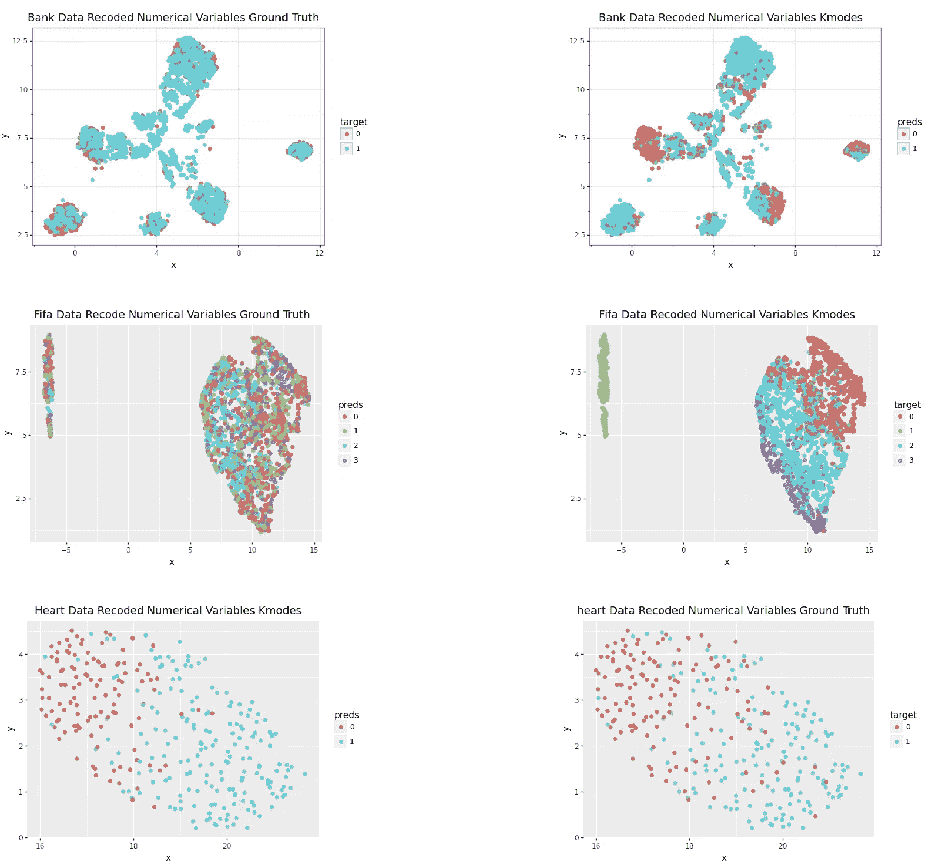 Bank Data Recoded Numerical Variables Ground Truth
12.5
10
7.5
5
2.5
y
0
4
8
12
x
target
0
1
Bank Data Recoded Numerical Variables Kmodes
12.5
10
7.5
5
2.5
y
0
4
8
12
x
preds
0
1
Fifa Data Recode Numerical Variables Ground Truth
7.5
5
2.5
y
−5
0
5
10
15
x
preds
0
1
2
3
Fifa Data Recoded Numerical Variables Kmodes
7.5
5
2.5
y
−5
0
5
10
15
x
target
0
1
2
3
Heart Data Recoded Numerical Variables Kmodes
4
3
2
1
0
y
16
18
20
x
preds
0
1
heart Data Recoded Numerical Variables Ground Truth
4
3
2
1
0
y
16
18
20
x
target
0
1